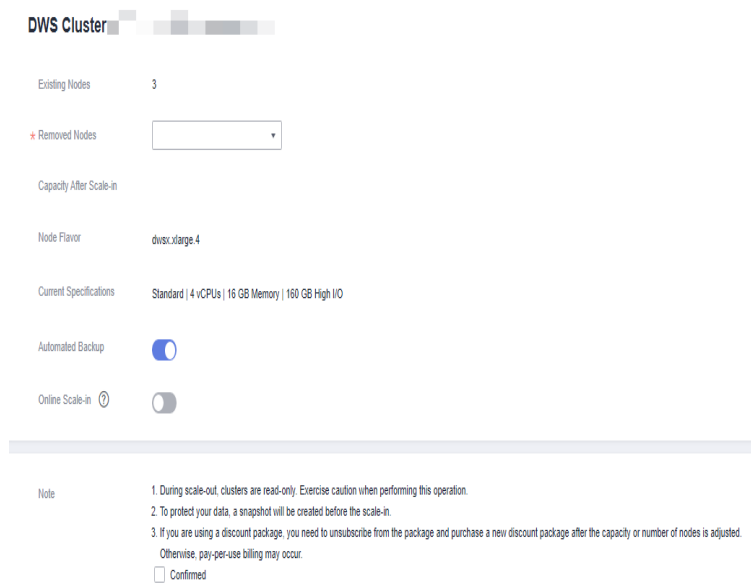 DWS Cluster
Existing Nodes 3
* Removed Nodes
Capacity After Scale-in
Node Flavor dwsx.xlarge.4
Current Specifications Standard | 4 vCPUs | 16 GB Memory | 160 GB High I/O
Automated Backup
Online Scale-in ?
Note 1. During scale-out, clusters are read-only. Exercise caution when performing this operation.
2. To protect your data, a snapshot will be created before the scale-in.
3. If you are using a discount package, you need to unsubscribe from the package and purchase a new discount package after the capacity or number of nodes is adjusted.
Otherwise, pay-per-use billing may occur.
Confirmed